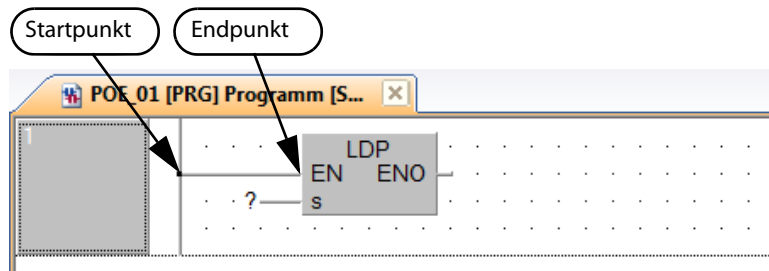 Startpunkt
Endpunkt
POE_01 [PRG] Programm [S...
1
LDP
EN ENO
? s